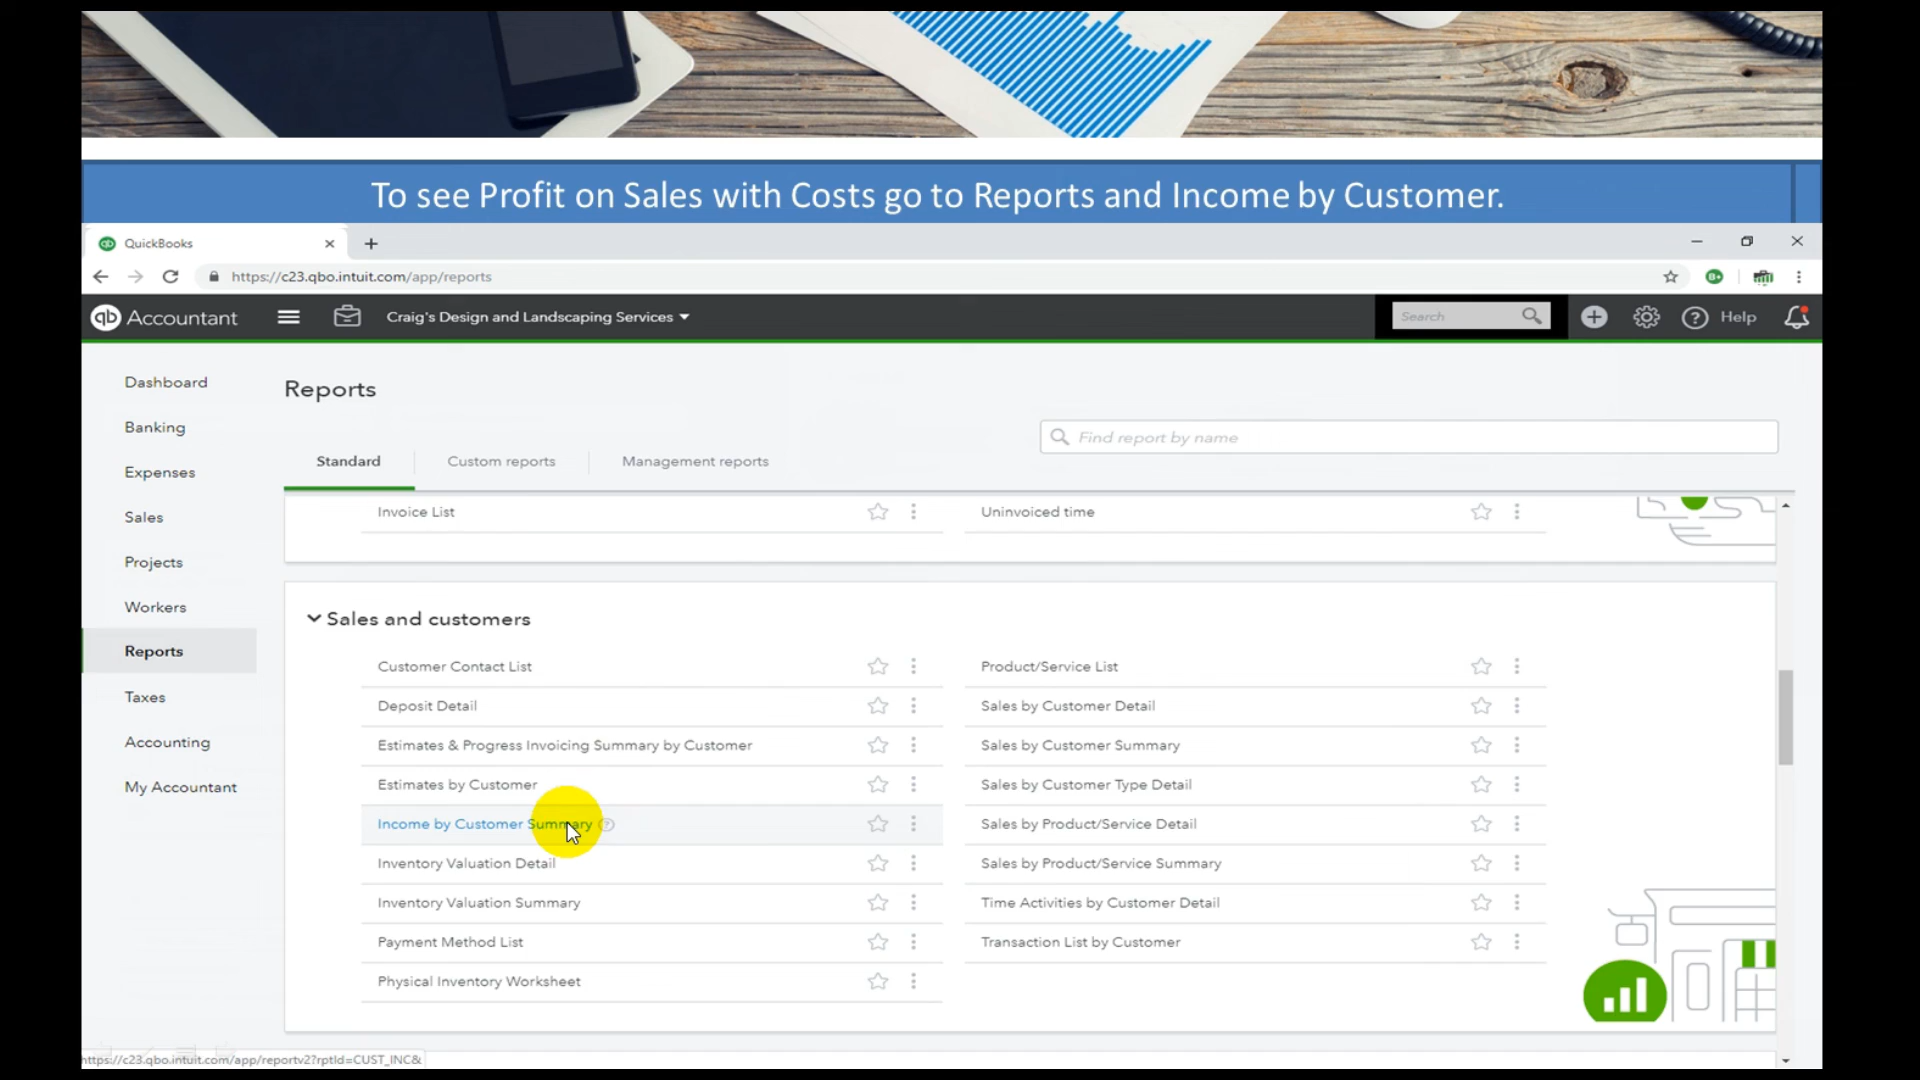 To see Profit on Sales with Costs go to Reports and Income by Customer.
QuickBooks
https://c23.qbo.intuit.com/app/reports
qb Accountant
Craig's Design and Landscaping Services
Search
Help
Dashboard
Banking
Expenses
Sales
Projects
Workers
Reports
Taxes
Accounting
My Accountant
Reports
Find report by name
Standard
Custom reports
Management reports
Invoice List
Uninvoiced time
Sales and customers
Customer Contact List
Deposit Detail
Estimates & Progress Invoicing Summary by Customer
Estimates by Customer
Income by Customer Summary
Inventory Valuation Detail
Inventory Valuation Summary
Payment Method List
Physical Inventory Worksheet
Product/Service List
Sales by Customer Detail
Sales by Customer Summary
Sales by Customer Type Detail
Sales by Product/Service Detail
Sales by Product/Service Summary
Time Activities by Customer Detail
Transaction List by Customer
https://c23.qbo.intuit.com/app/reportv2?rptId=CUST_INC&